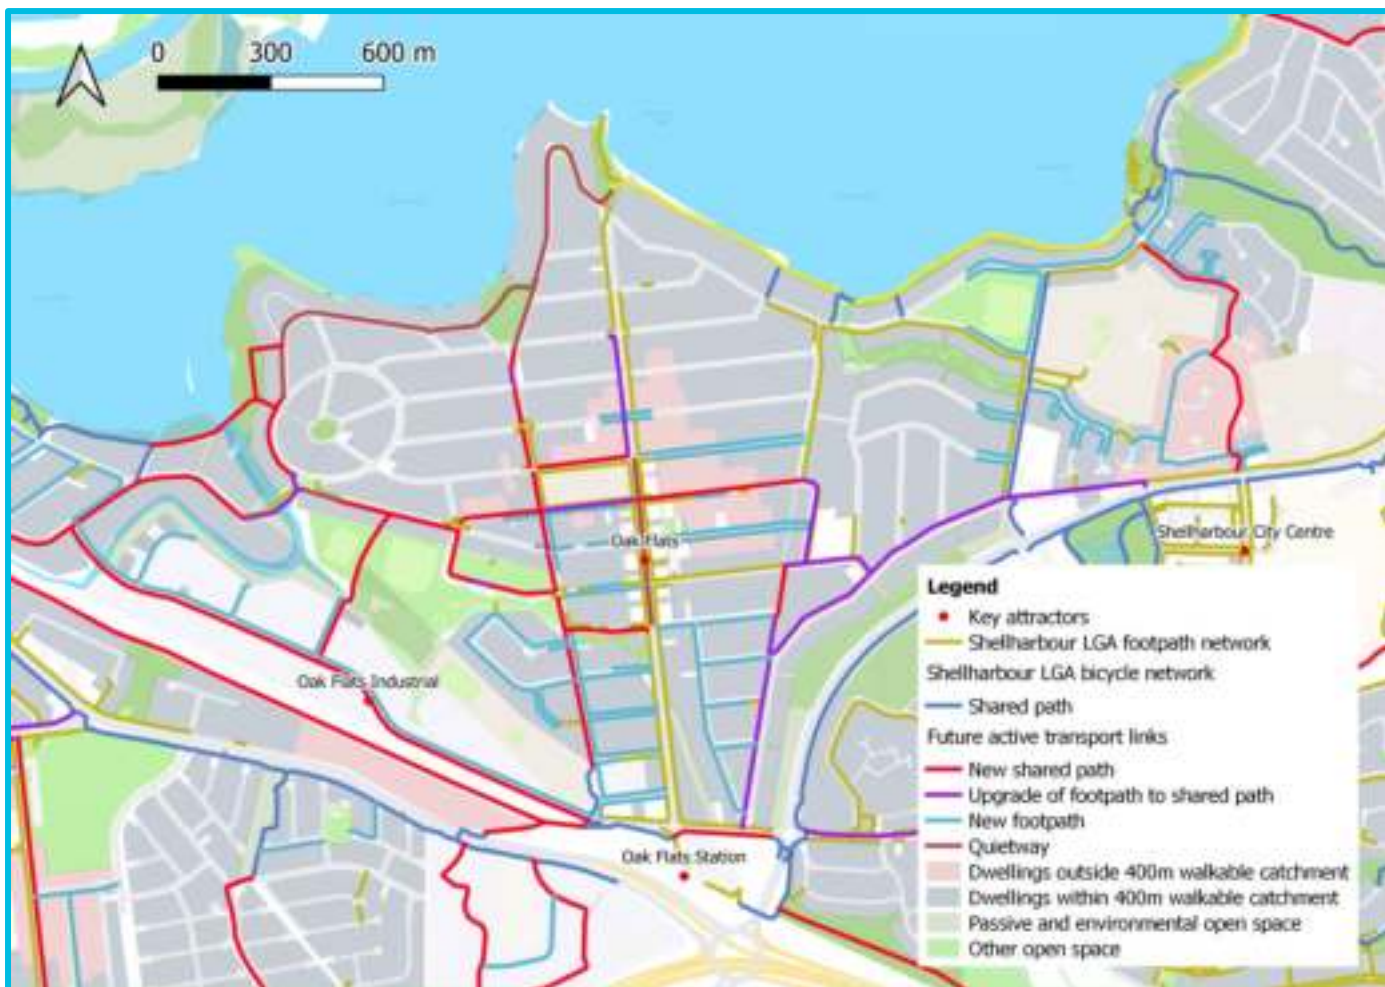 0 300 600 m
Oak Flats
Shellharbour City Centre
Oak Flats Industrial
Oak Flats Station
Legend
Key attractors
Shellharbour LGA footpath network
Shellharbour LGA bicycle network
Shared path
Future active transport links
New shared path
Upgrade of footpath to shared path
New footpath
Quietway
Dwellings outside 400m walkable catchment
Dwellings within 400m walkable catchment
Passive and environmental open space
Other open space